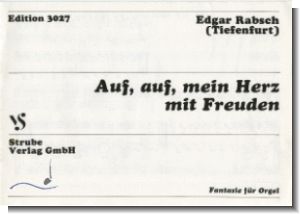 Edition 3027
Edgar Rabsch
(Tiefenfurt)
Auf, auf, mein Herz
mit Freuden
VS
Strube
Verlag GmbH
Fantasie für Orgel